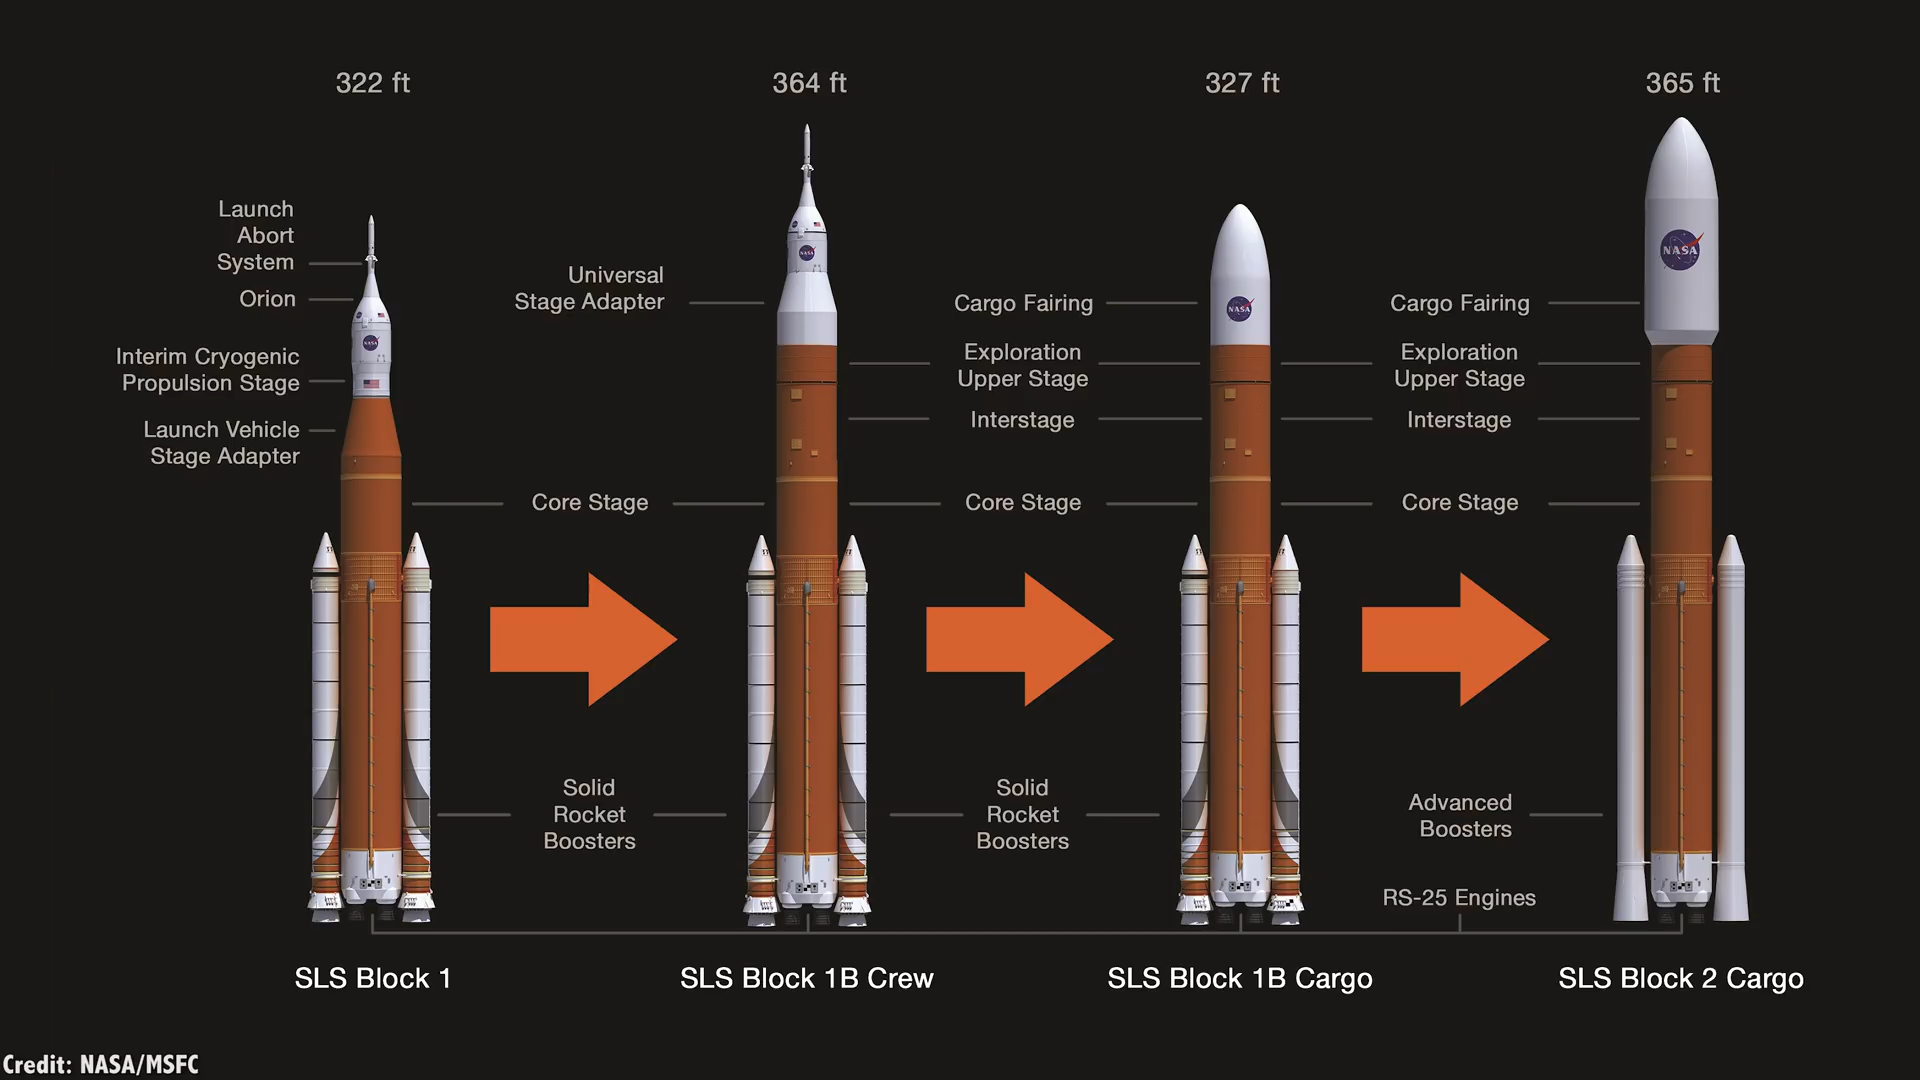 322 ft
364 ft
327 ft
365 ft
Launch
Abort
System
Orion
Interim Cryogenic
Propulsion Stage
Launch Vehicle
Stage Adapter
Universal
Stage Adapter
Cargo Fairing
Exploration
Upper Stage
Interstage
Cargo Fairing
Exploration
Upper Stage
Interstage
Core Stage
Core Stage
Core Stage
Solid
Rocket
Boosters
Solid
Rocket
Boosters
Advanced
Boosters
RS-25 Engines
NASA
NASA
NASA
NASA
SLS Block 1
SLS Block 1B Crew
SLS Block 1B Cargo
SLS Block 2 Cargo
Credit: NASA/MSFC